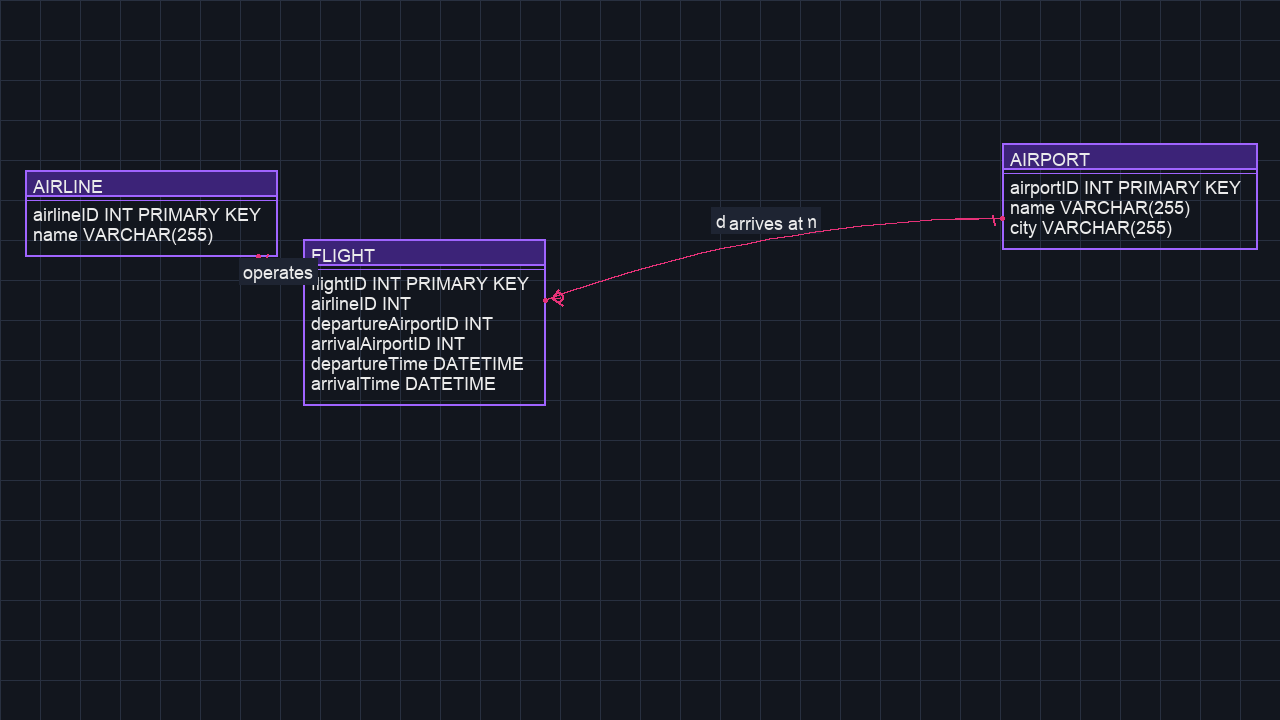 AIRLINE
airlineID INT PRIMARY KEY
name VARCHAR(255)
operates
FLIGHT
flightID INT PRIMARY KEY
airlineID INT
departureAirportID INT
arrivalAirportID INT
departureTime DATETIME
arrivalTime DATETIME
arrives at
AIRPORT
airportID INT PRIMARY KEY
name VARCHAR(255)
city VARCHAR(255)